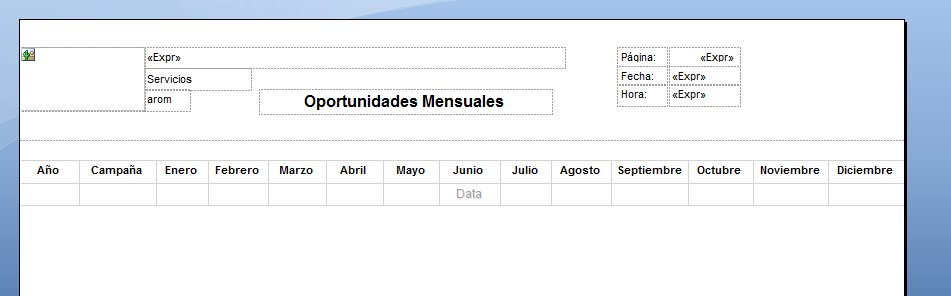 «Expr»
Página: «Expr»
Servicios
Fecha: «Expr»
arom
Oportunidades Mensuales
Hora: «Expr»
Año Campaña Enero Febrero Marzo Abril Mayo Junio Julio Agosto Septiembre Octubre Noviembre Diciembre
Data